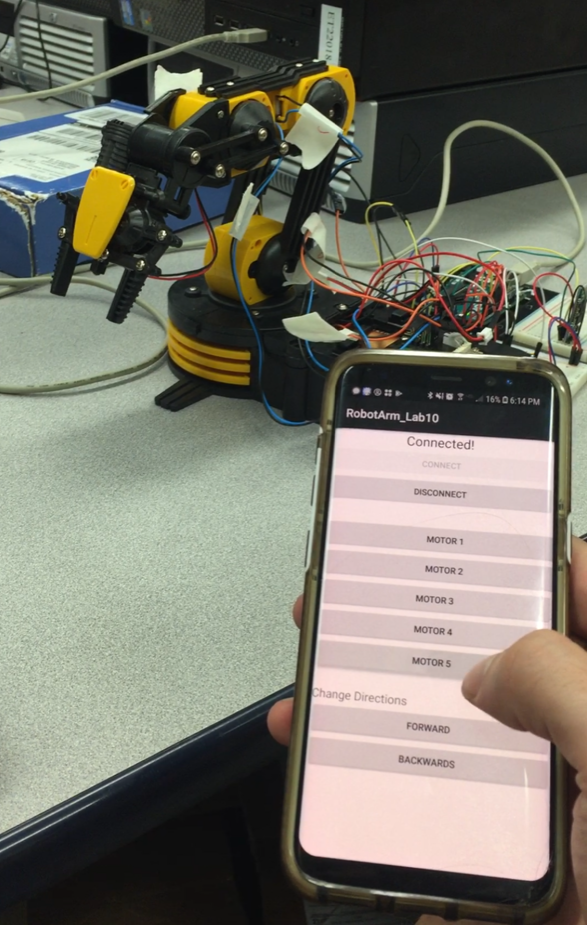 16% 6:14 PM
RobotArm_Lab10
Connected!
CONNECT
DISCONNECT
MOTOR 1
MOTOR 2
MOTOR 3
MOTOR 4
MOTOR 5
Change Directions
FORWARD
BACKWARDS